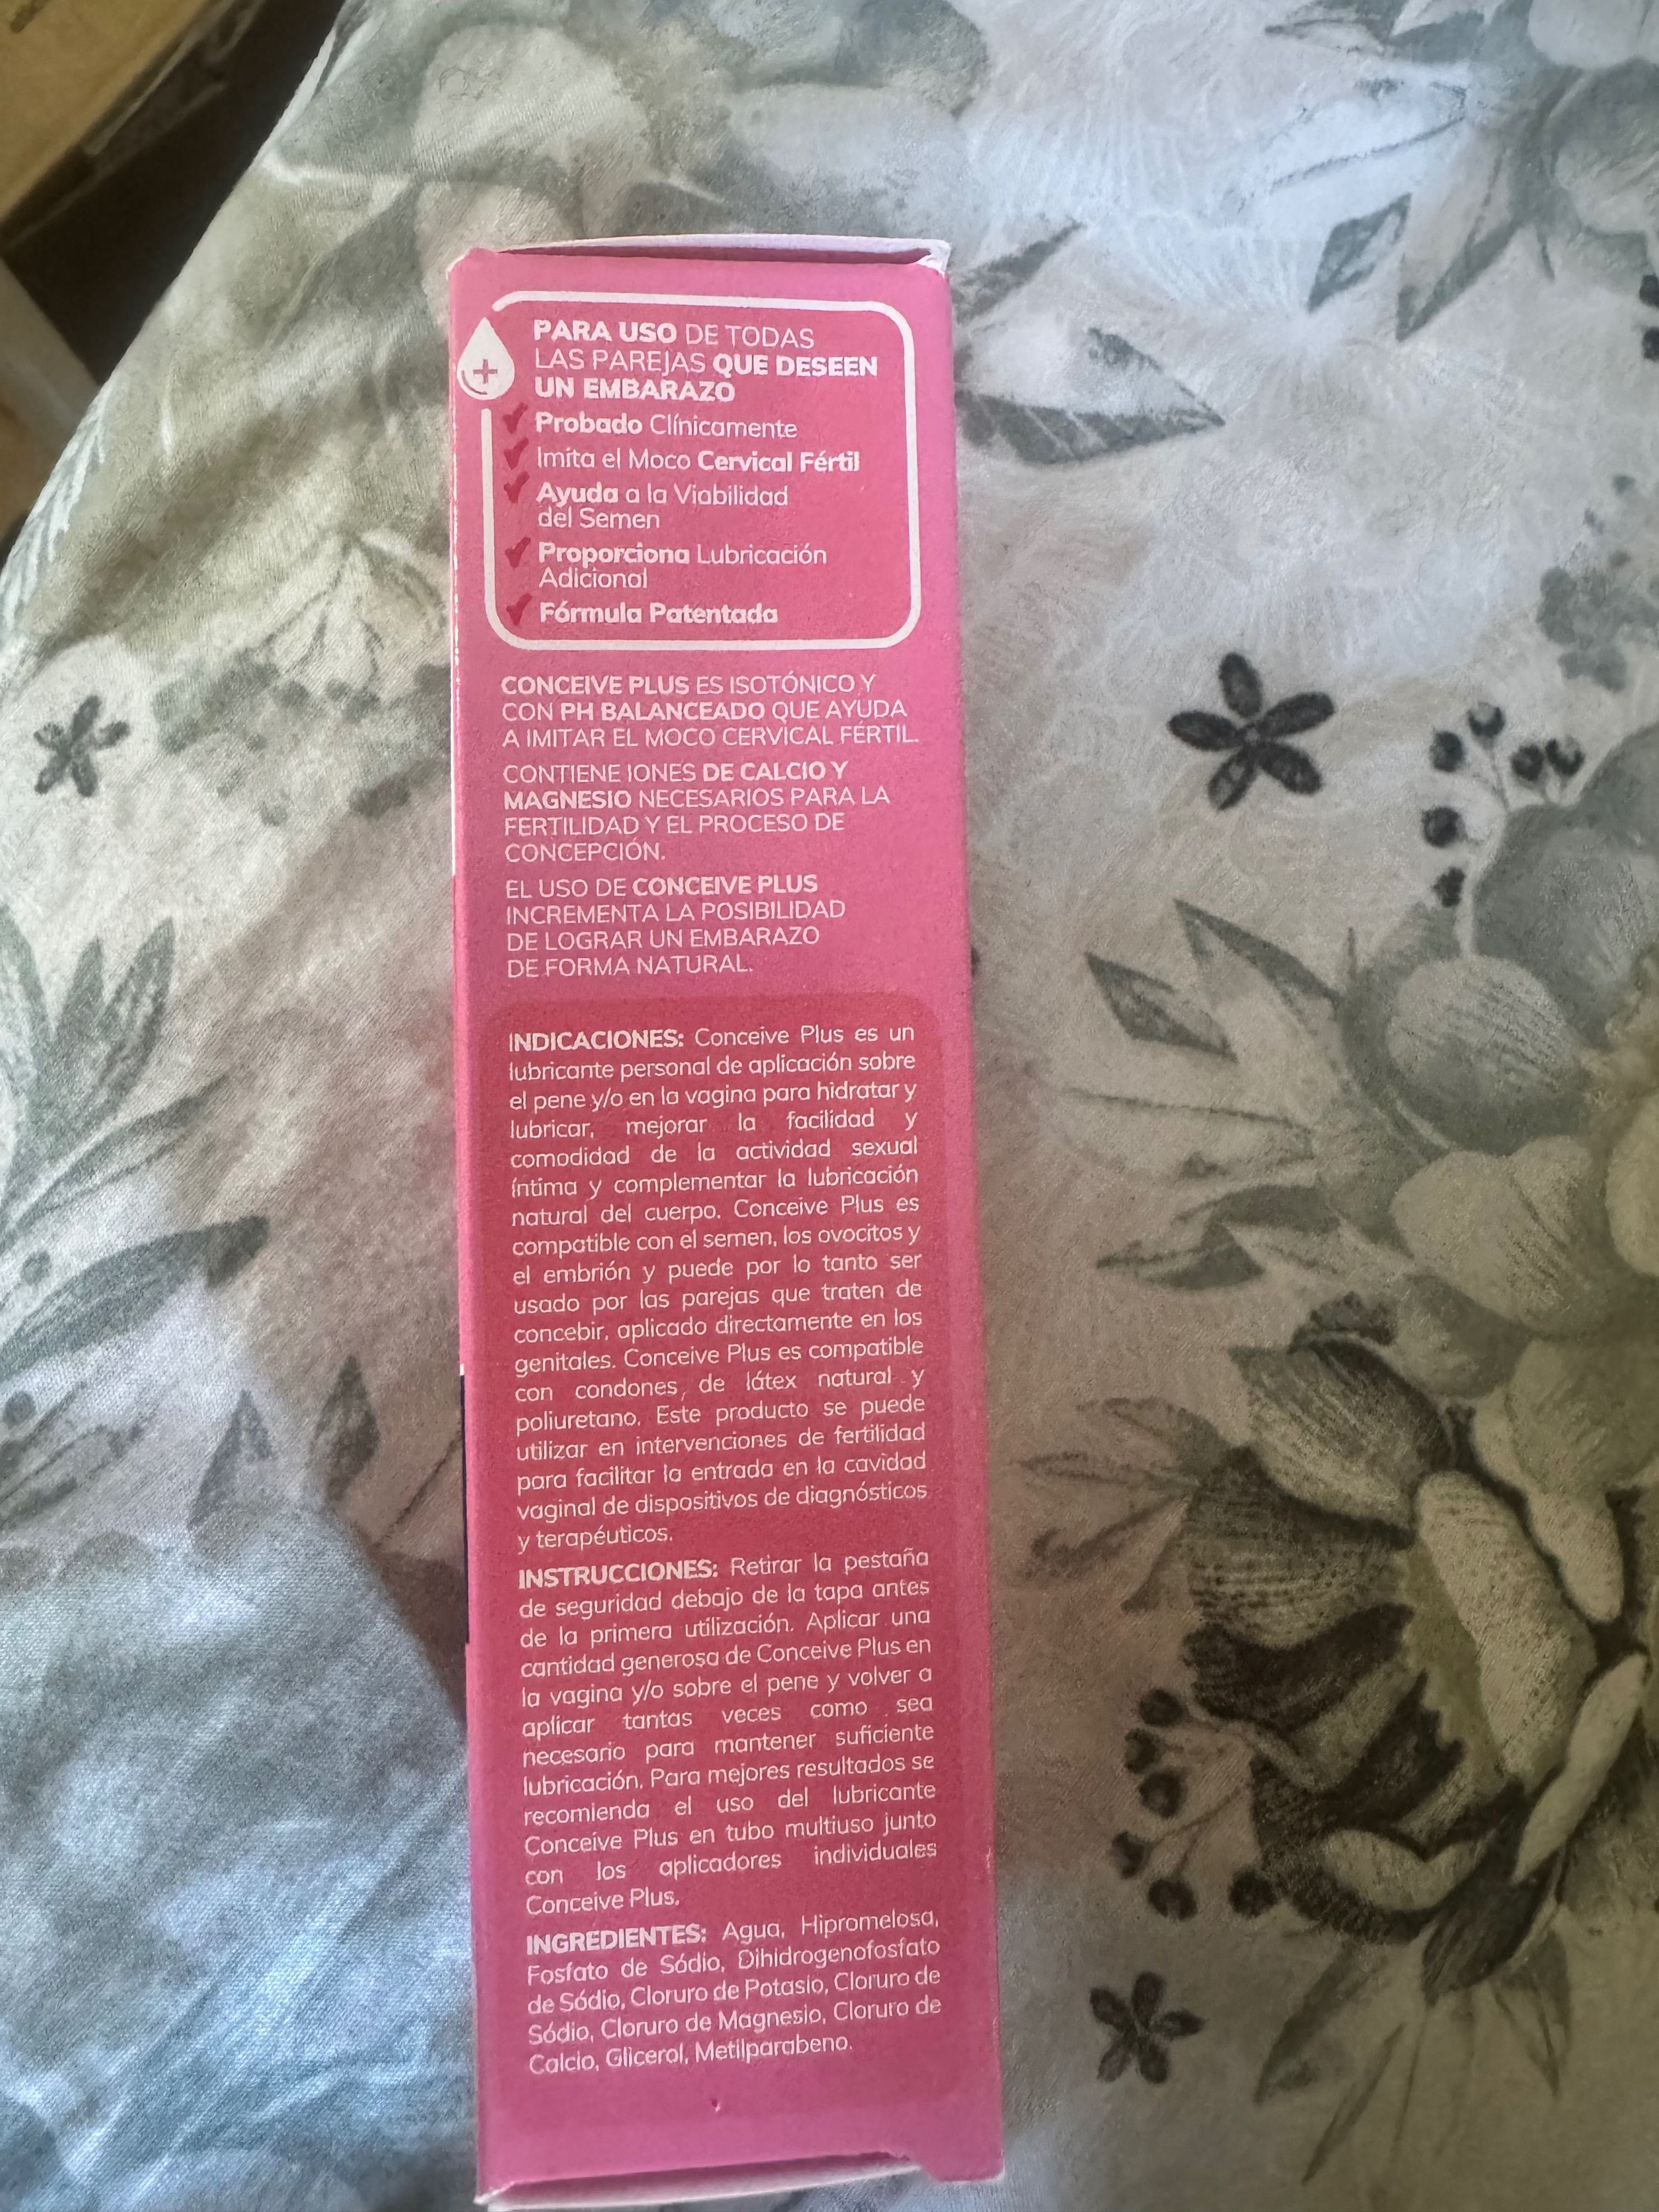 PARA USO DE TODAS
LAS PAREJAS QUE DESEEN
UN EMBARAZO
Probado Clínicamente
Imita el Moco Cervical Fértil
Ayuda a la Viabilidad
del Semen
Proporciona Lubricación
Adicional
Fórmula Patentada
CONCEIVE PLUS ES ISOTÓNICO Y
CON PH BALANCEADO QUE AYUDA
A IMITAR EL MOCO CERVICAL FÉRTIL.
CONTIENE IONES DE CALCIO Y
MAGNESIO NECESARIOS PARA LA
FERTILIDAD Y EL PROCESO DE
CONCEPCIÓN.
EL USO DE CONCEIVE PLUS
INCREMENTA LA POSIBILIDAD
DE LOGRAR UN EMBARAZO
DE FORMA NATURAL.
INDICACIONES: Conceive Plus es un
lubricante personal de aplicación sobre
el pene y/o en la vagina para hidratar y
lubricar, mejorar la facilidad y
comodidad de la actividad sexual
íntima y complementar la lubricación
natural del cuerpo. Conceive Plus es
compatible con el semen, los ovocitos y
el embrión y puede por lo tanto ser
usado por las parejas que traten de
concebir, aplicado directamente en los
genitales. Conceive Plus es compatible
con condones, de látex natural y
poliuretano. Este producto se puede
utilizar en intervenciones de fertilidad
para facilitar la entrada en la cavidad
vaginal de dispositivos de diagnósticos
y terapéuticos.
INSTRUCCIONES: Retirar la pestaña
de seguridad debajo de la tapa antes
de la primera utilización. Aplicar una
cantidad generosa de Conceive Plus en
la vagina y/o sobre el pene y volver a
aplicar tantas veces como sea
necesario para mantener suficiente
lubricación. Para mejores resultados se
recomienda el uso del lubricante
Conceive Plus en tubo multiuso junto
con los aplicadores individuales
Conceive Plus.
INGREDIENTES: Agua, Hipromelosa,
Fosfato de Sódio, Dihidrogenofosfato
de Sódio, Cloruro de Potasio, Cloruro de
Sódio, Cloruro de Magnesio, Cloruro de
Calcio, Glicerol, Metilparabeno.